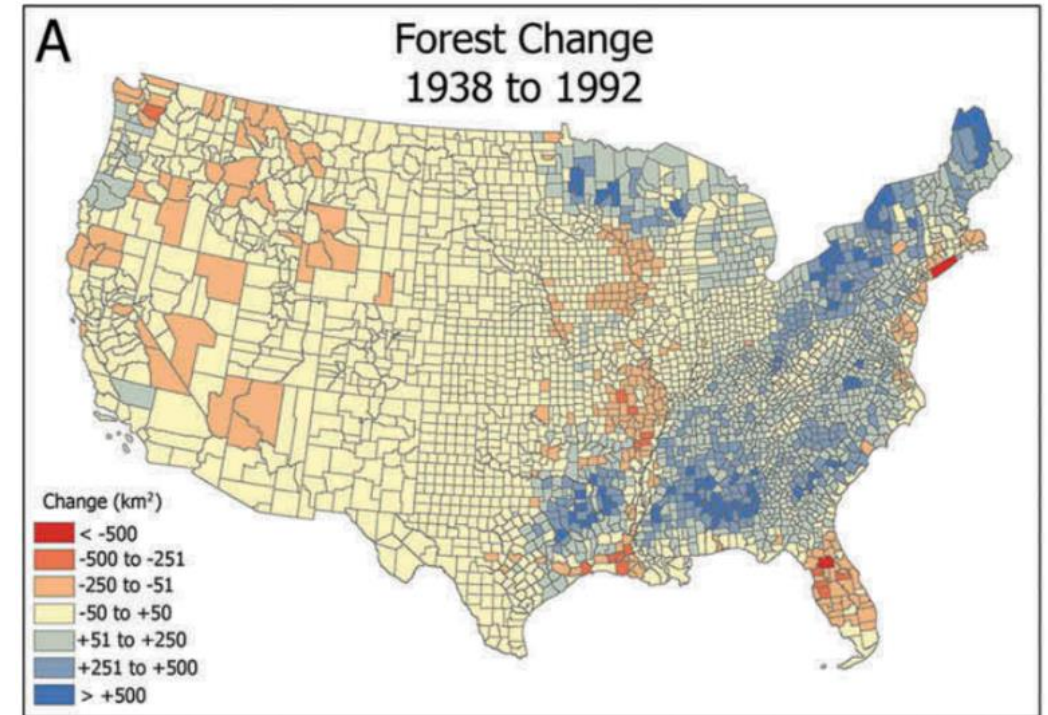 A
Forest Change
1938 to 1992
Change (km²)
< -500
-500 to -251
-250 to -51
-50 to +50
+51 to +250
+251 to +500
> +500